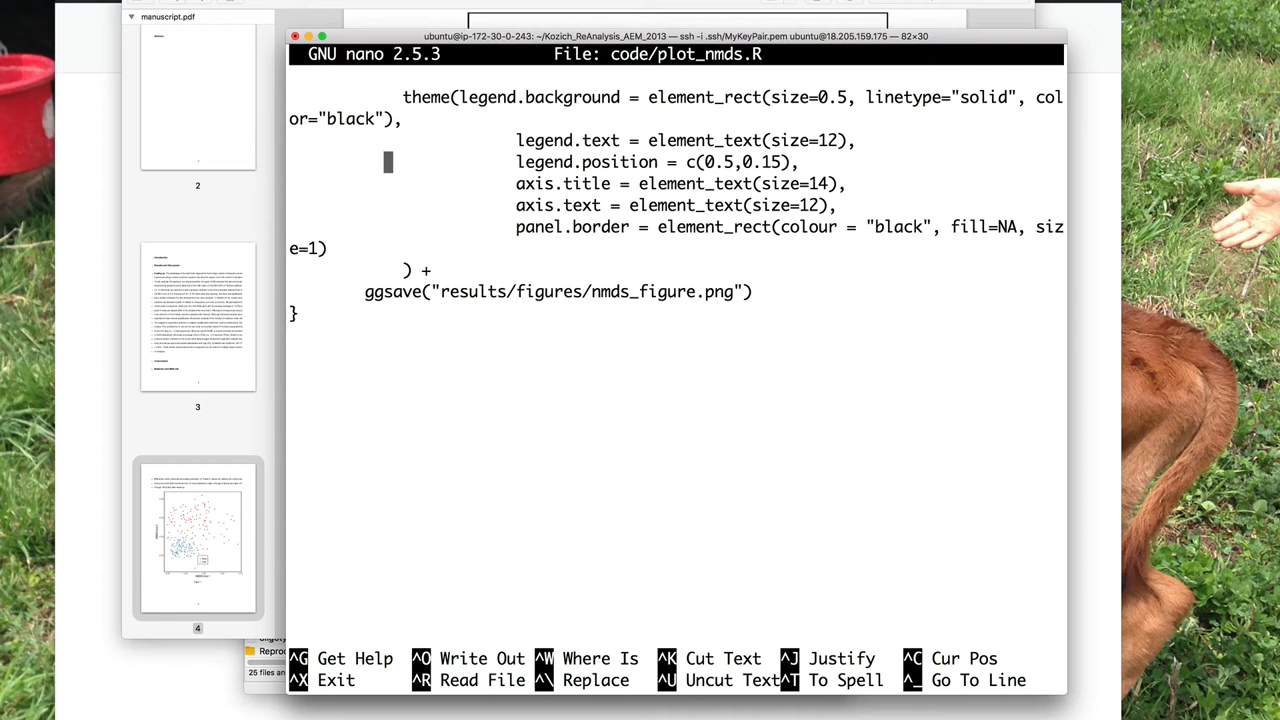 manuscript.pdf
ubuntu@ip-172-30-0-243: ~/Kozich_ReAnalysis_AEM_2013 — ssh -i .ssh/MyKeyPair.pem ubuntu@18.205.159.175 — 82×30
GNU nano 2.5.3 File: code/plot_nmds.R
theme(legend.background = element_rect(size=0.5, linetype="solid", col
or="black"),
legend.text = element_text(size=12),
legend.position = c(0.5,0.15),
axis.title = element_text(size=14),
axis.text = element_text(size=12),
panel.border = element_rect(colour = "black", fill=NA, siz
e=1)
) +
ggsave("results/figures/nmds_figure.png")
}
2
3
4
Reproc
25 files an
^G Get Help ^O Write Out ^W Where Is ^K Cut Text ^J Justify ^C Cur Pos
^X Exit ^R Read File ^\ Replace ^U Uncut Text ^T To Spell ^_ Go To Line